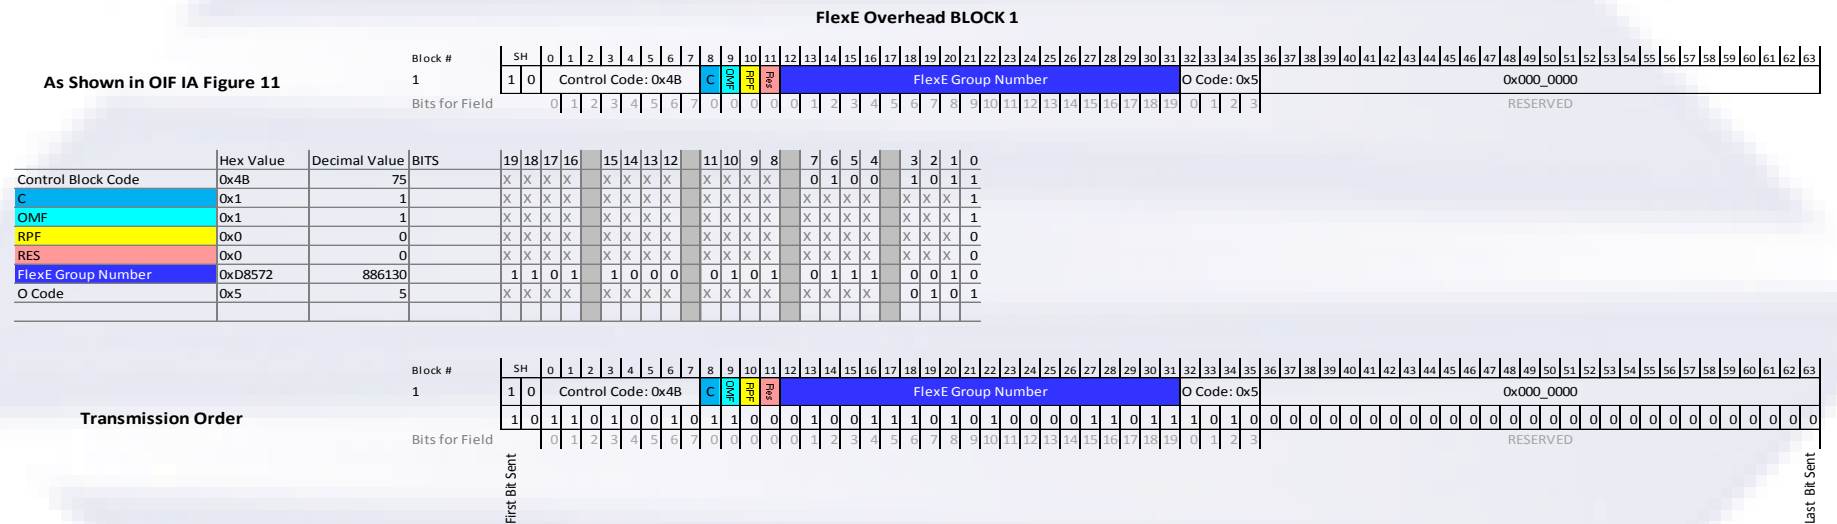 FlexE Overhead BLOCK 1
Block # SH 0 1 2 3 4 5 6 7 8 9 10 11 12 13 14 15 16 17 18 19 20 21 22 23 24 25 26 27 28 29 30 31 32 33 34 35 36 37 38 39 40 41 42 43 44 45 46 47 48 49 50 51 52 53 54 55 56 57 58 59 60 61 62 63
As Shown in OIF IA Figure 11 1 1 0 Control Code: 0x4B C OMF RPF Res FlexE Group Number O Code: 0x5 0x000_0000
Bits for Field 0 1 2 3 4 5 6 7 0 0 0 0 0 1 2 3 4 5 6 7 8 9 10 11 12 13 14 15 16 17 18 19 0 1 2 3 RESERVED
Hex Value Decimal Value BITS 19 18 17 16 15 14 13 12 11 10 9 8 7 6 5 4 3 2 1 0
Control Block Code 0x4B 75 X X X X X X X X X X X X 0 1 0 0 1 0 1 1
C 0x1 1 X X X X X X X X X X X X X X X X X X X 1
OMF 0x1 1 X X X X X X X X X X X X X X X X X X X 1
RPF 0x0 0 X X X X X X X X X X X X X X X X X X X 0
RES 0x0 0 X X X X X X X X X X X X X X X X X X X 0
FlexE Group Number 0xD8572 886130 1 1 0 1 1 0 0 0 0 1 0 1 0 1 1 1 0 0 1 0
O Code 0x5 5 X X X X X X X X X X X X X X X X 0 1 0 1
Block # SH 0 1 2 3 4 5 6 7 8 9 10 11 12 13 14 15 16 17 18 19 20 21 22 23 24 25 26 27 28 29 30 31 32 33 34 35 36 37 38 39 40 41 42 43 44 45 46 47 48 49 50 51 52 53 54 55 56 57 58 59 60 61 62 63
1 1 0 Control Code: 0x4B C OMF RPF Res FlexE Group Number O Code: 0x5 0x000_0000
Transmission Order 1 0 1 1 0 1 0 0 1 0 1 1 0 0 0 1 0 0 1 1 1 0 1 0 1 0 0 0 0 1 1 0 1 1 1 0 1 0 0 0 0 0 0 0 0 0 0 0 0 0 0 0 0 0 0 0 0 0 0 0 0 0 0 0 0 0
Bits for Field 0 1 2 3 4 5 6 7 0 0 0 0 0 1 2 3 4 5 6 7 8 9 10 11 12 13 14 15 16 17 18 19 0 1 2 3 RESERVED
First Bit Sent
Last Bit Sent